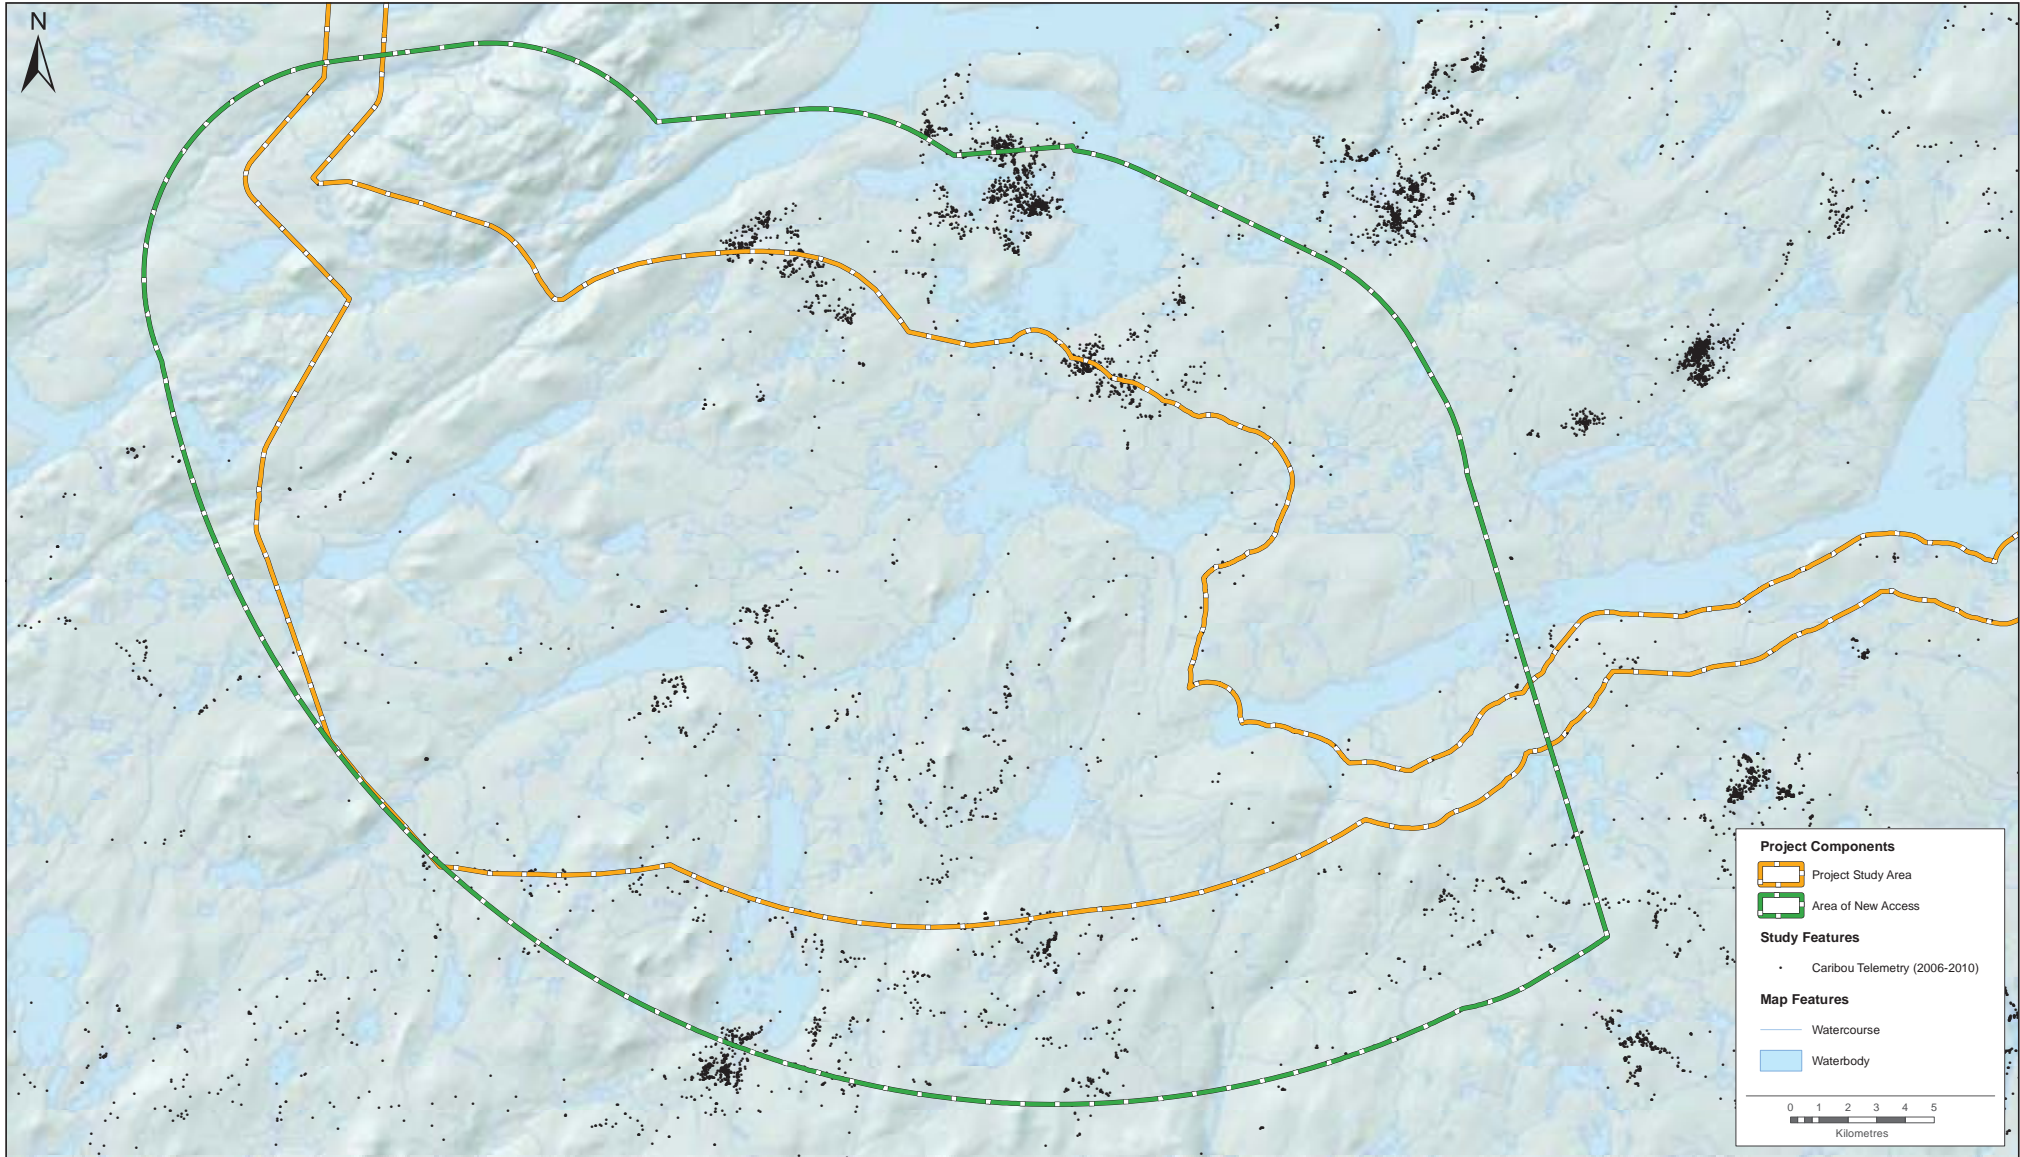 N
Project Components
Project Study Area
Area of New Access
Study Features
Caribou Telemetry (2006-2010)
Map Features
Watercourse
Waterbody
0 1 2 3 4 5
Kilometres